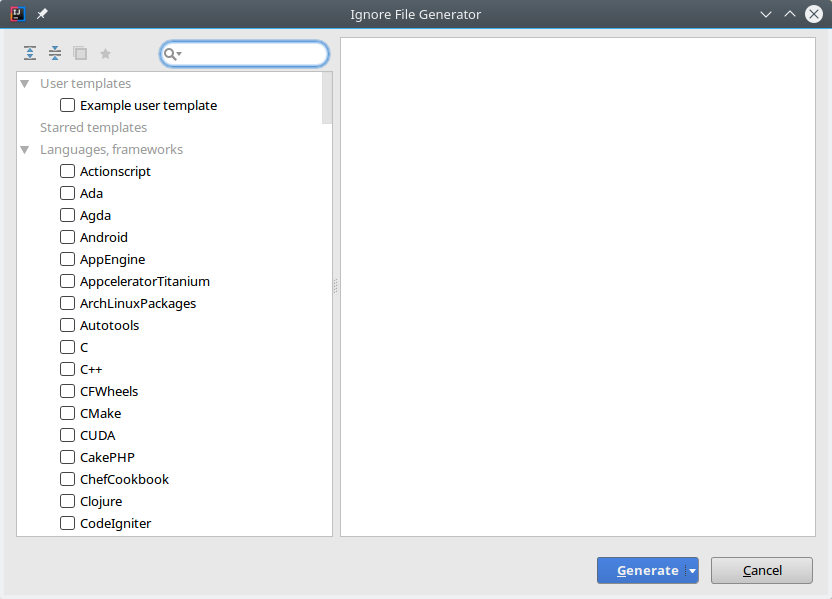 Ignore File Generator
User templates
Example user template
Starred templates
Languages, frameworks
Actionscript
Ada
Agda
Android
AppEngine
AppceleratorTitanium
ArchLinuxPackages
Autotools
C
C++
CFWheels
CMake
CUDA
CakePHP
ChefCookbook
Clojure
CodeIgniter
Generate
Cancel